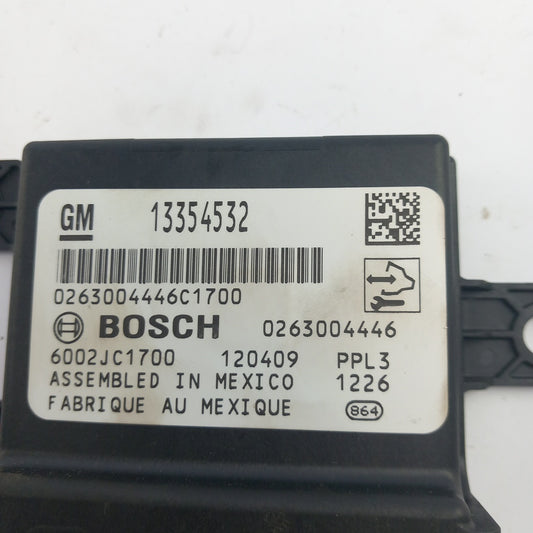 GM 13354532
0263004446C1700
BOSCH 0263004446
6002JC1700 120409 PPL3
ASSEMBLED IN MEXICO 1226
FABRIQUE AU MEXIQUE 864